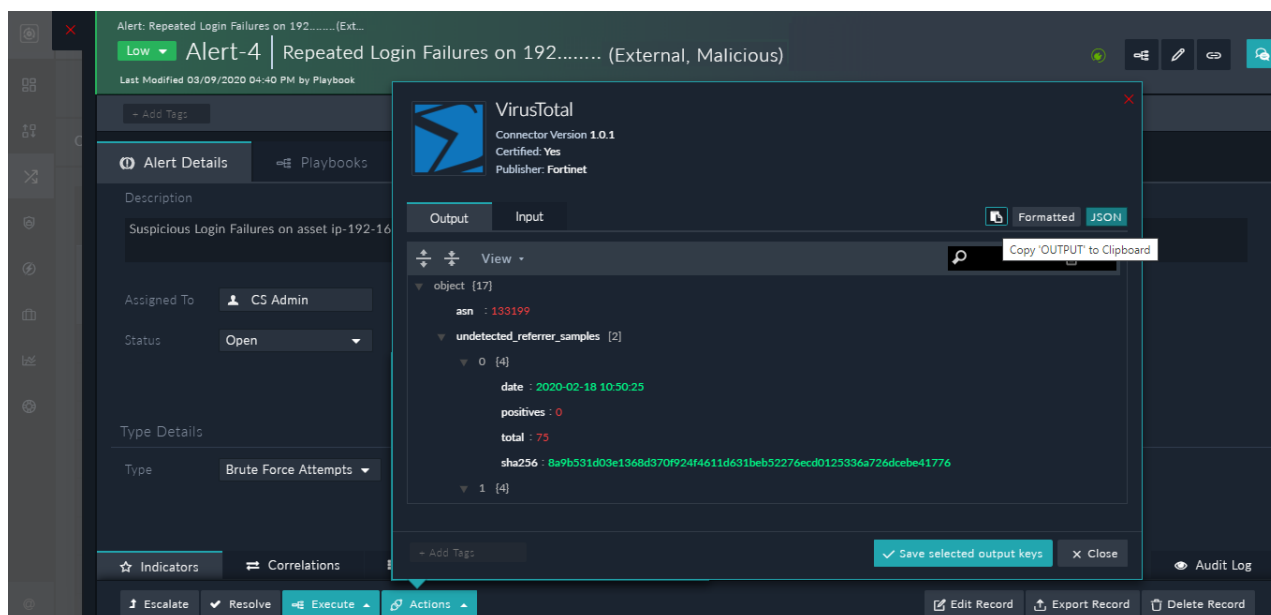 Alert: Repeated Login Failures on 192.........(Ext...
Low Alert-4 Repeated Login Failures on 192........ (External, Malicious)
Last Modified 03/09/2020 04:40 PM by Playbook
+ Add Tags
Alert Details Playbooks
Description
Suspicious Login Failures on asset ip-192-16
Assigned To CS Admin
Status Open
Type Details
Type Brute Force Attempts
Indicators Correlations
Audit Log
Escalate Resolve Execute Actions
Edit Record Export Record Delete Record
VirusTotal
Connector Version 1.0.1
Certified: Yes
Publisher: Fortinet
Output Input
Formatted JSON
Copy 'OUTPUT' to Clipboard
View
object {17}
asn : 133199
undetected_referrer_samples [2]
0 {4}
date : 2020-02-18 10:50:25
positives : 0
total : 75
sha256 : 8a9b531d03e1368d370f924f4611d631beb52276ecd0125336a726dcebe41776
1 {4}
+ Add Tags
Save selected output keys Close